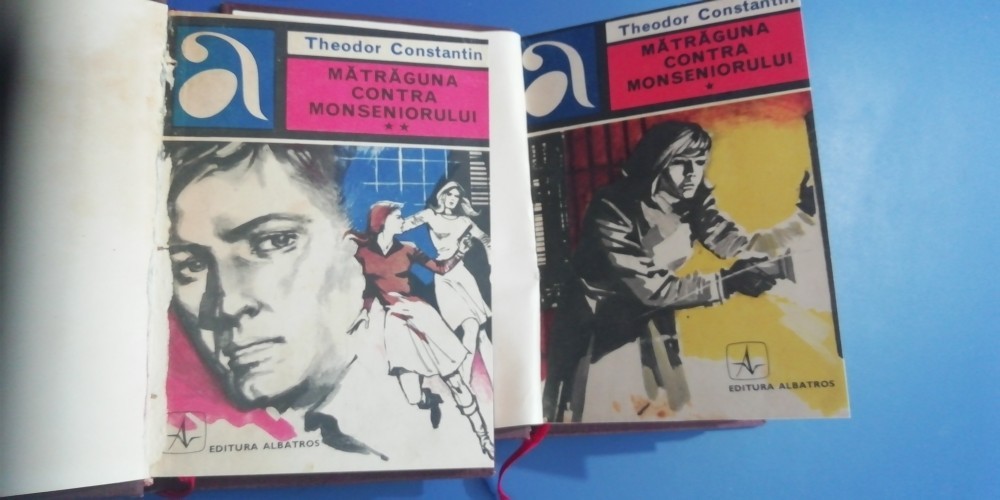 a
Theodor Constantin
MĂTRĂGUNA
CONTRA
MONSENIORULUI
★★
EDITURA ALBATROS
a
Theodor Constantin
MĂTRĂGUNA
CONTRA
MONSENIORULUI
★
EDITURA ALBATROS